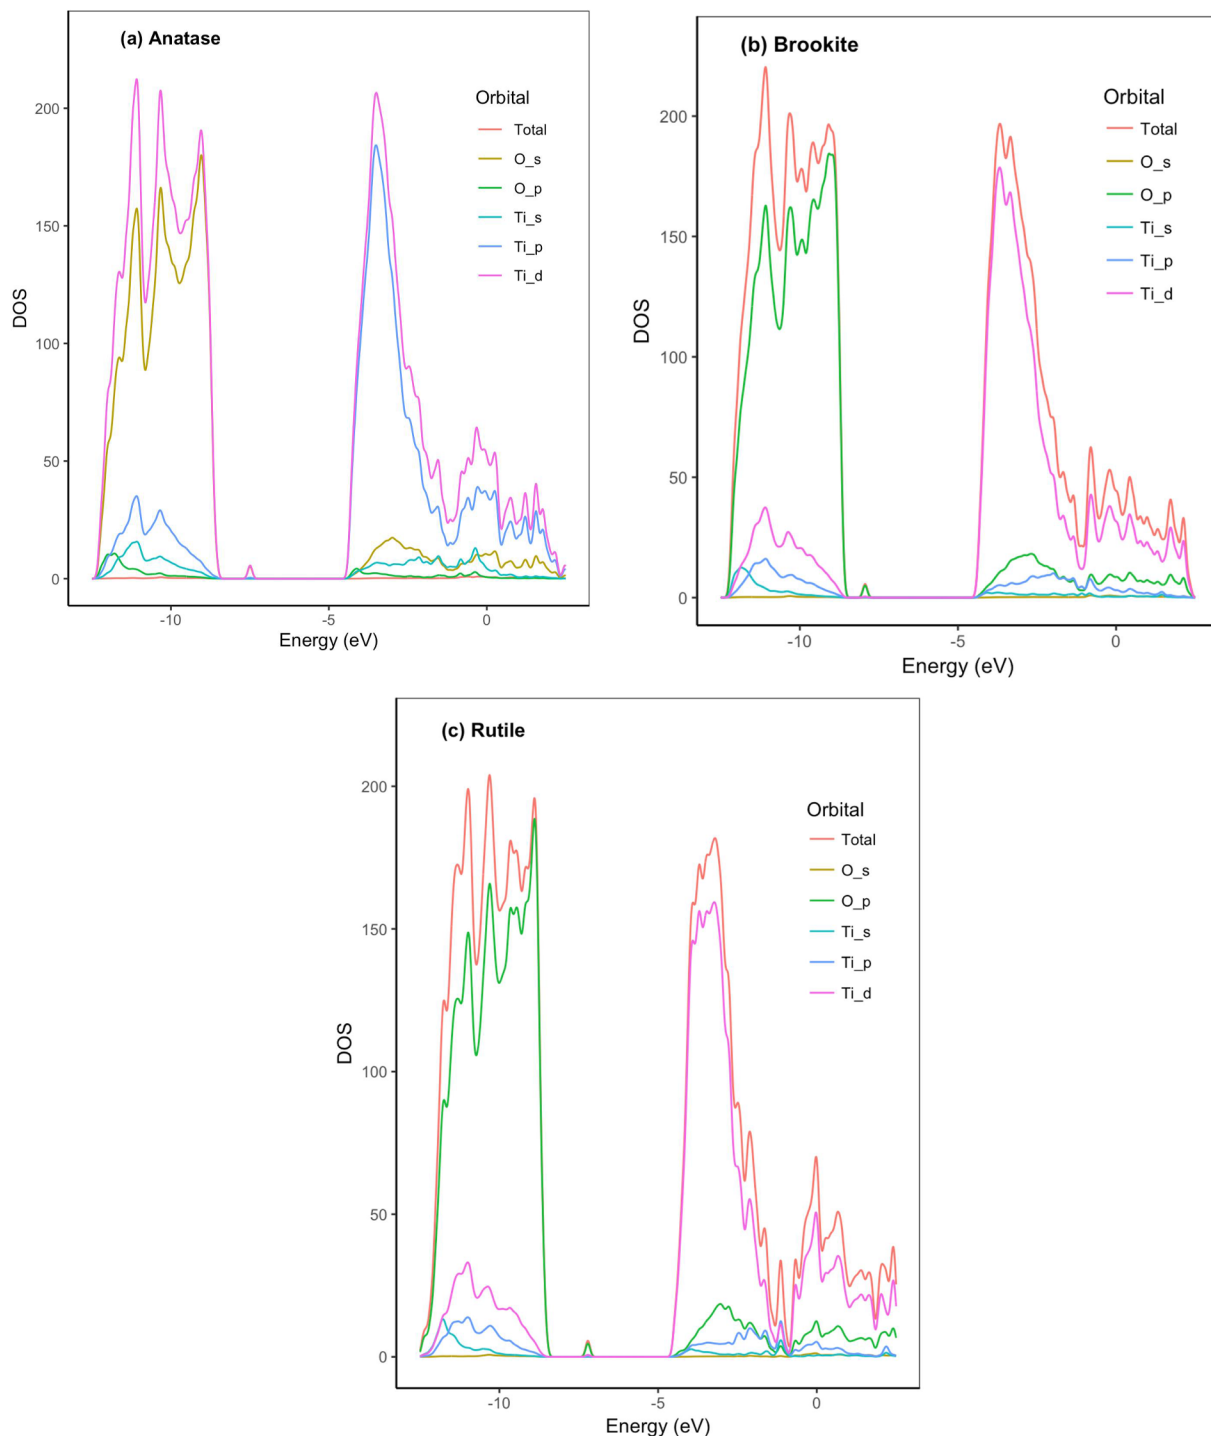 (a) Anatase
Orbital
Total
O_s
O_p
Ti_s
Ti_p
Ti_d
DOS
200
150
100
50
0
-10
-5
0
Energy (eV)
(b) Brookite
Orbital
Total
O_s
O_p
Ti_s
Ti_p
Ti_d
DOS
200
150
100
50
0
-10
-5
0
Energy (eV)
(c) Rutile
Orbital
Total
O_s
O_p
Ti_s
Ti_p
Ti_d
DOS
200
150
100
50
0
-10
-5
0
Energy (eV)